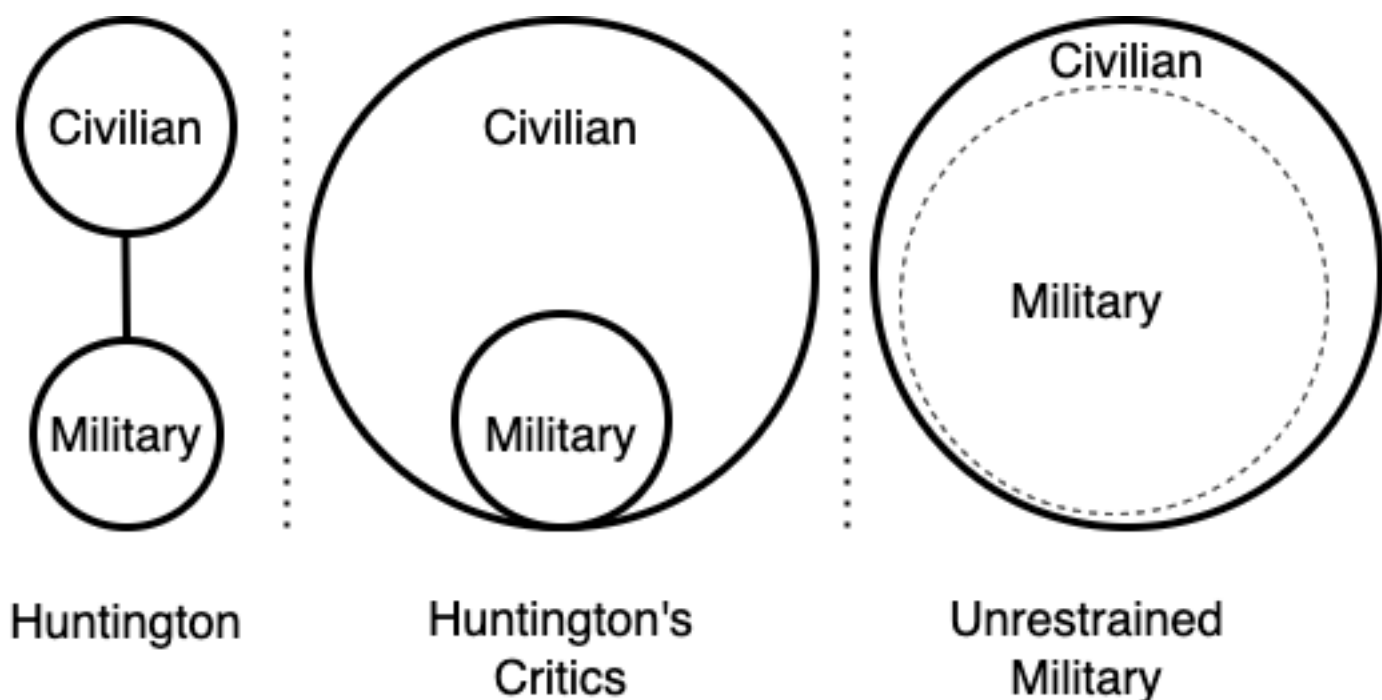 Civilian
Military
Huntington
Civilian
Military
Huntington's
Critics
Civilian
Military
Unrestrained
Military